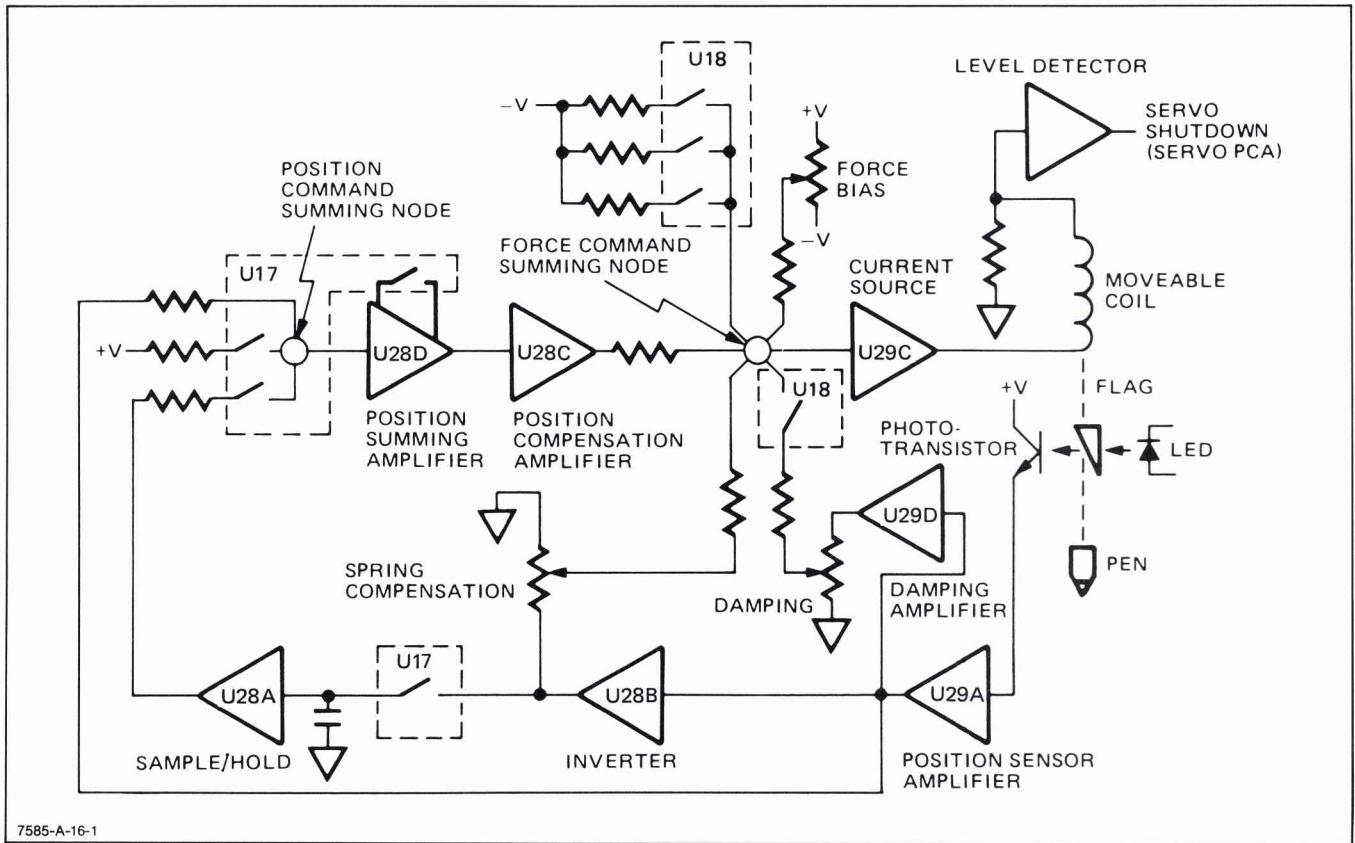 U18
−V
+V
FORCE
BIAS
−V
LEVEL DETECTOR
SERVO
SHUTDOWN
(SERVO PCA)
POSITION
COMMAND
SUMMING NODE
FORCE COMMAND
SUMMING NODE
CURRENT
SOURCE
MOVEABLE
COIL
U17
+V
U28D
U28C
U29C
POSITION
SUMMING
AMPLIFIER
POSITION
COMPENSATION
AMPLIFIER
U18
PHOTO-
TRANSISTOR
+V
FLAG
LED
PEN
SPRING
COMPENSATION
DAMPING
U29D
DAMPING
AMPLIFIER
U28A
SAMPLE/HOLD
U17
U28B
INVERTER
U29A
POSITION SENSOR
AMPLIFIER
7585-A-16-1